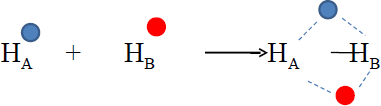 H_A + H_B ⟶ H_A — H_B